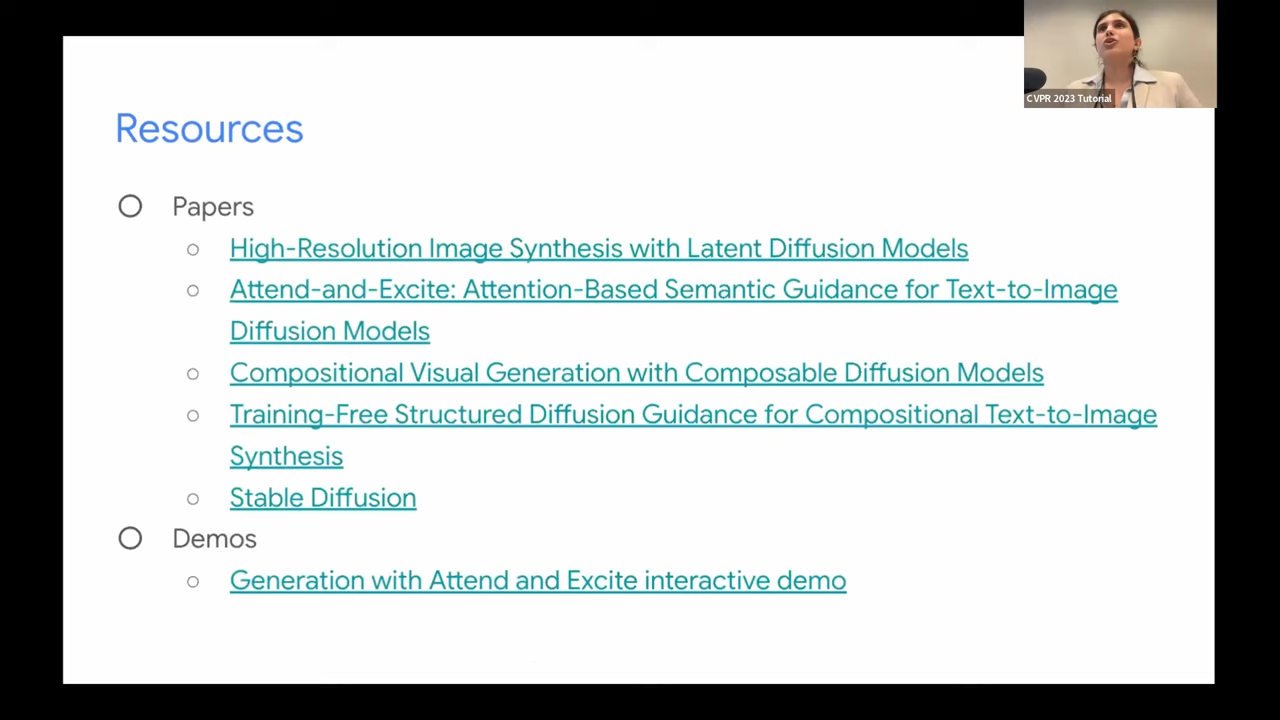 CVPR 2023 Tutorial
Resources
Papers
High-Resolution Image Synthesis with Latent Diffusion Models
Attend-and-Excite: Attention-Based Semantic Guidance for Text-to-Image
Diffusion Models
Compositional Visual Generation with Composable Diffusion Models
Training-Free Structured Diffusion Guidance for Compositional Text-to-Image
Synthesis
Stable Diffusion
Demos
Generation with Attend and Excite interactive demo